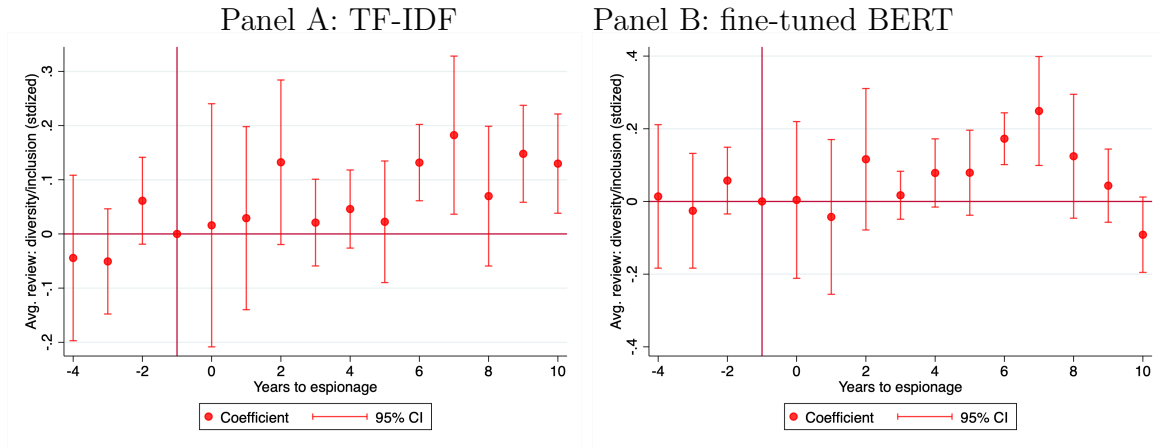 Panel A: TF-IDF
Avg. review: diversity/inclusion (stdized)
.3
.2
.1
0
-.1
-.2
-4 -2 0 2 4 6 8 10
Years to espionage
Coefficient 95% CI
Panel B: fine-tuned BERT
Avg. review: diversity/inclusion (stdized)
.4
.2
0
-.2
-.4
-4 -2 0 2 4 6 8 10
Years to espionage
Coefficient 95% CI